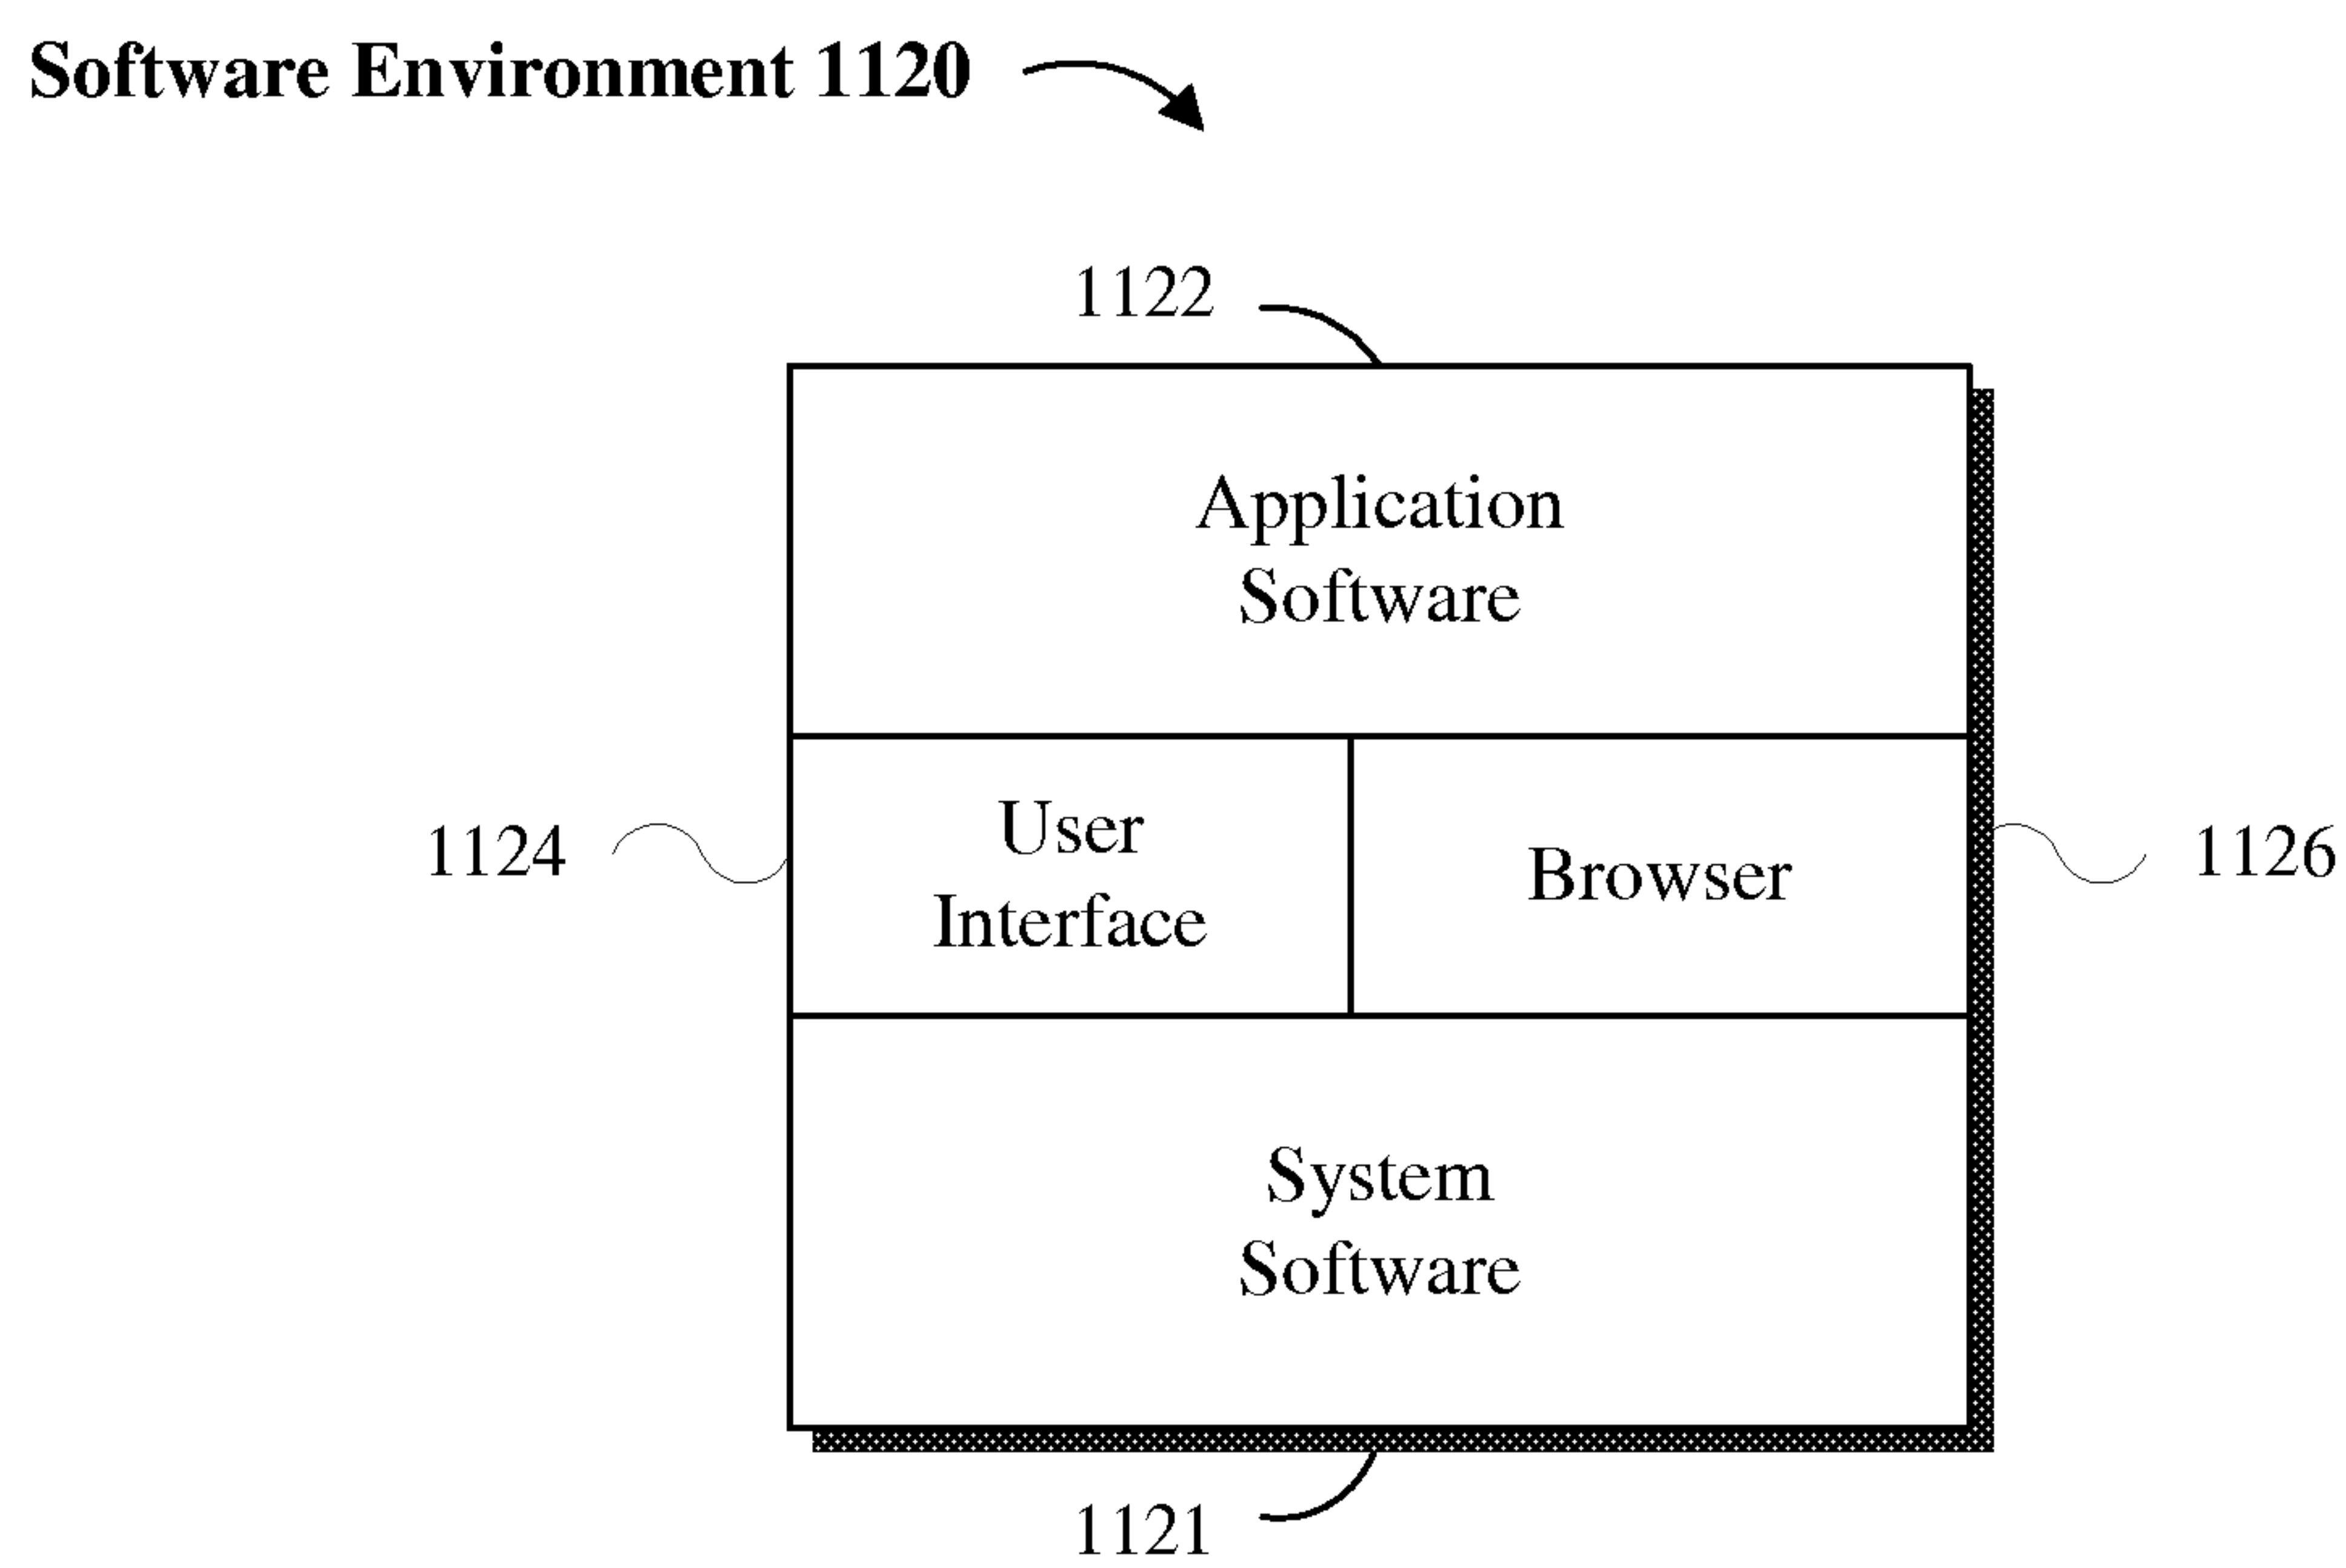 Software Environment 1120
1122
Application
Software
1124
User
Interface
Browser
1126
System
Software
1121